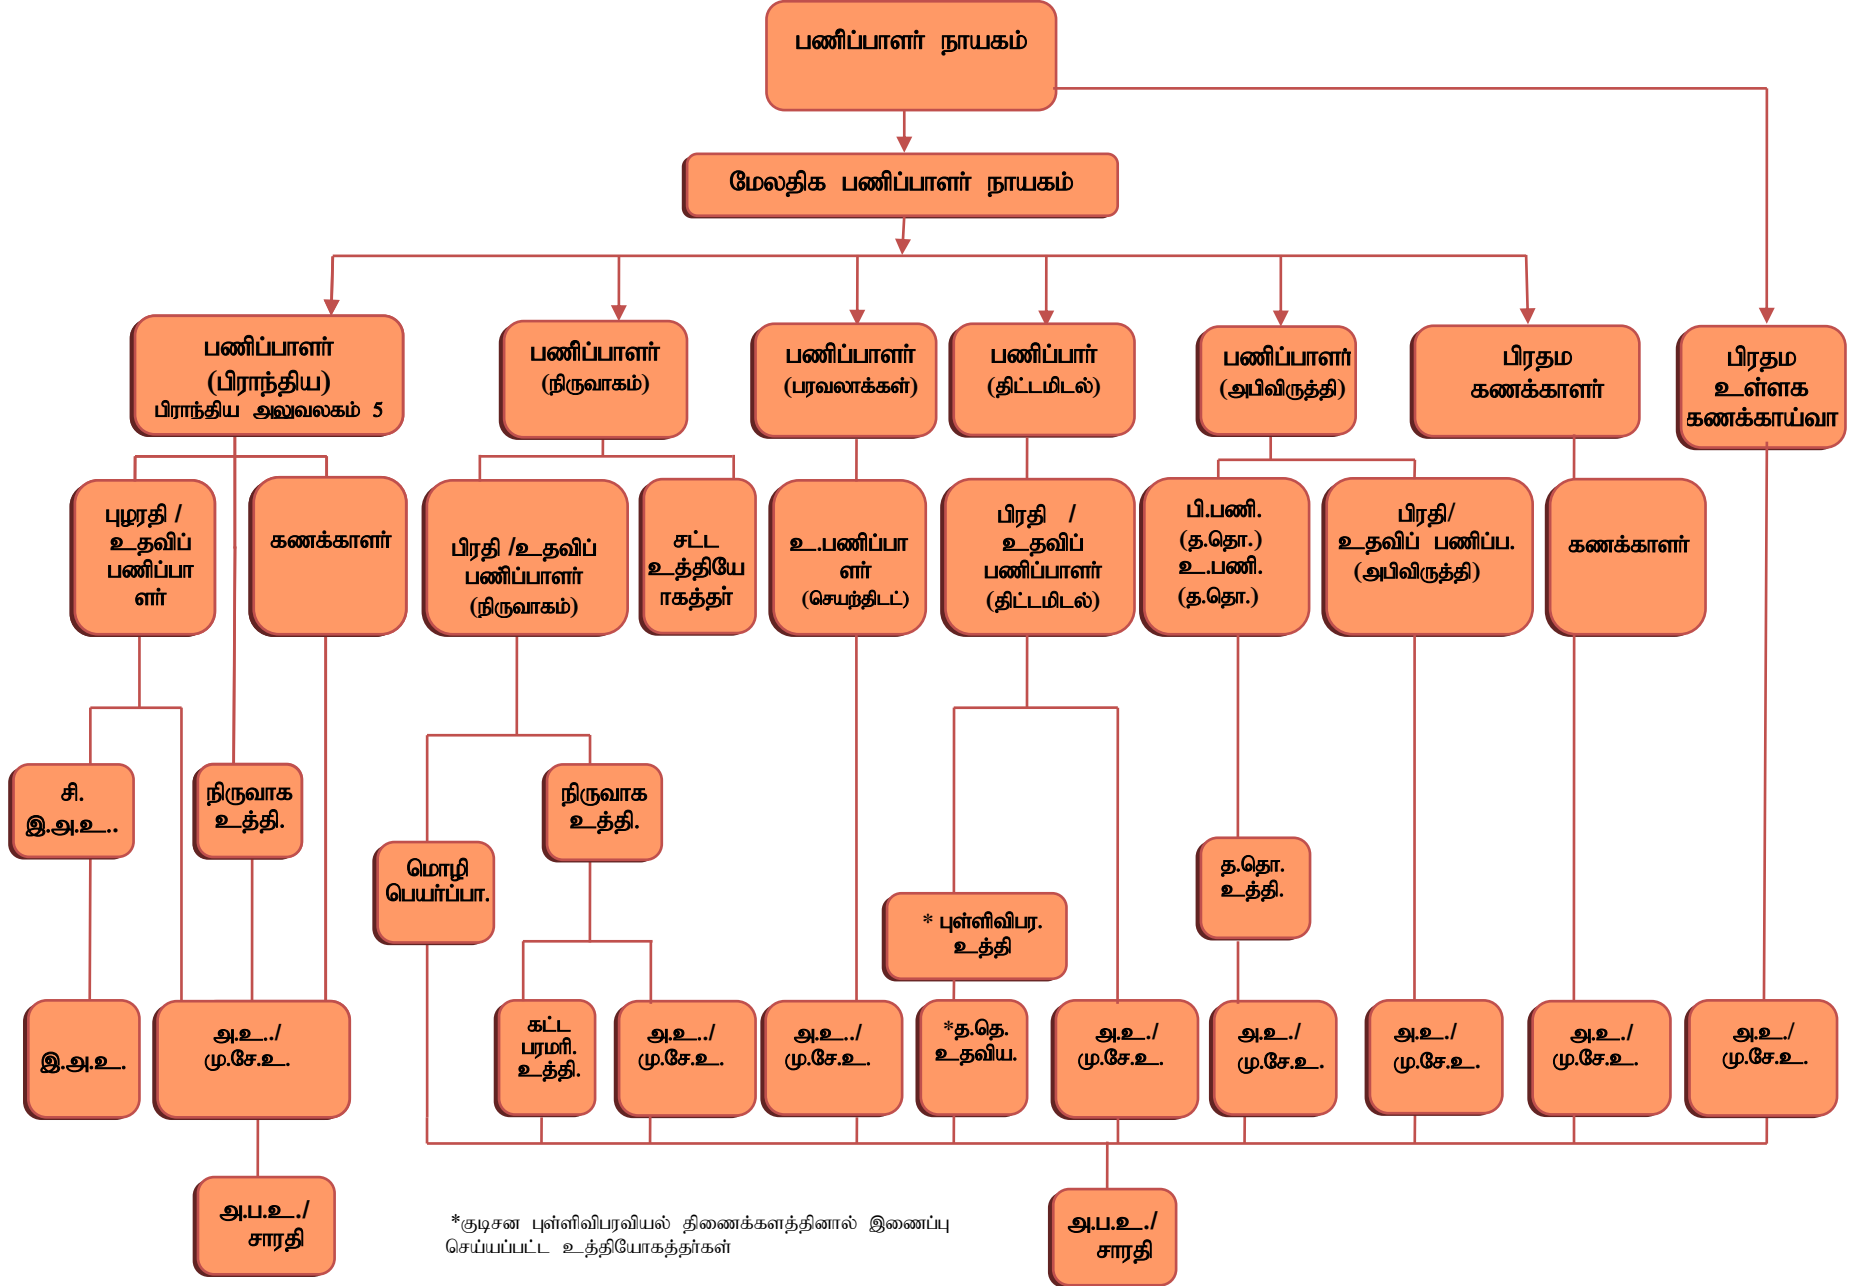 பணிப்பாளர் நாயகம்
மேலதிக பணிப்பாளர் நாயகம்
பணிப்பாளர்
(பிராந்திய)
பிராந்திய அலுவலகம் 5
பணிப்பாளர்
(நிருவாகம்)
பணிப்பாளர்
(பரவலாக்கள்)
பணிப்பார்
(திட்டமிடல்)
பணிப்பாளர்
(அபிவிருத்தி)
பிரதம
கணக்காளர்
பிரதம
உள்ளக
கணக்காய்வா
புழரதி /
உதவிப்
பணிப்பா
ளர்
கணக்காளர்
பிரதி /உதவிப்
பணிப்பாளர்
(நிருவாகம்)
சட்ட
உத்தியே
ாகத்தர்
உ.பணிப்பா
ளர்
(செயற்திடட்)
பிரதி /
உதவிப்
பணிப்பாளர்
(திட்டமிடல்)
பி.பணி.
(த.தொ.)
உ.பணி.
(த.தொ.)
பிரதி/
உதவிப் பணிப்ப.
(அபிவிருத்தி)
கணக்காளர்
சி.
இ.அ.உ..
நிருவாக
உத்தி.
நிருவாக
உத்தி.
மொழி
பெயர்ப்பா.
த.தொ.
உத்தி.
* புள்ளிவிபர.
உத்தி
இ.அ.உ.
அ.உ../
மு.சே.உ.
கட்ட
பரமரி.
உத்தி.
அ.உ../
மு.சே.உ.
அ.உ../
மு.சே.உ.
*த.தெ.
உதவிய.
அ.உ./
மு.சே.உ.
அ.உ./
மு.சே.உ.
அ.உ./
மு.சே.உ.
அ.உ./
மு.சே.உ.
அ.உ./
மு.சே.உ.
அ.ப.உ./
சாரதி
*குடிசன புள்ளிவிபரவியல் திணைக்களத்தினால் இணைப்பு
செய்யப்பட்ட உத்தியோகத்தர்கள்
அ.ப.உ./
சாரதி